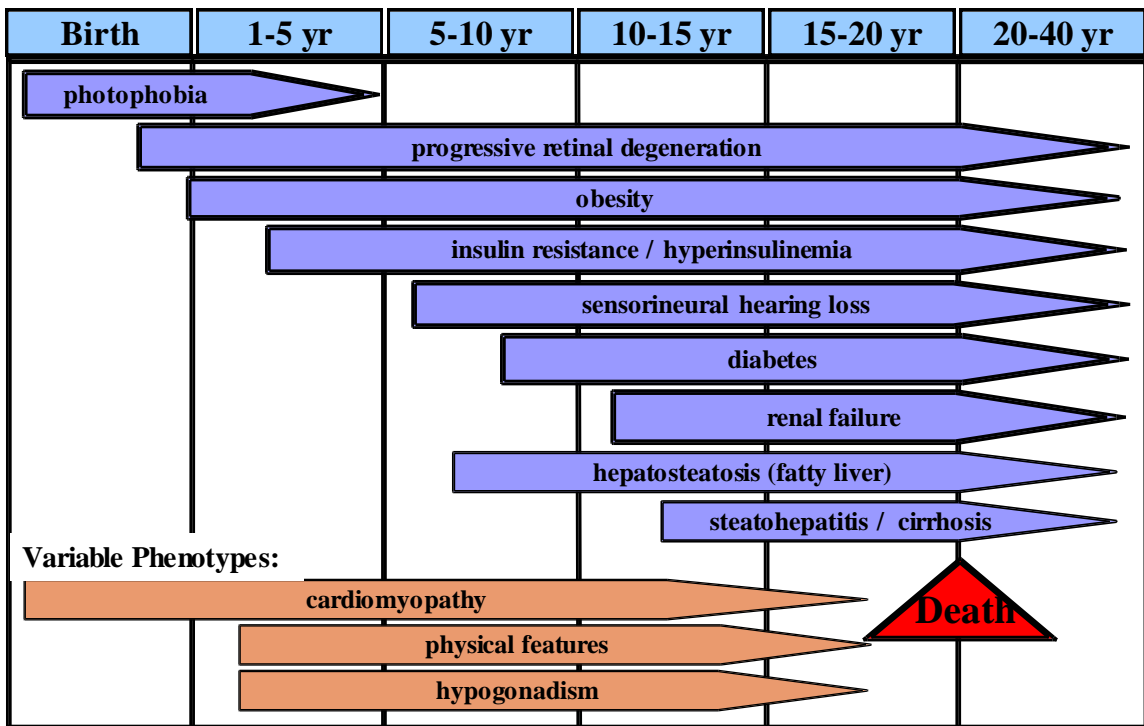 Birth 1-5 yr 5-10 yr 10-15 yr 15-20 yr 20-40 yr
photophobia
progressive retinal degeneration
obesity
insulin resistance / hyperinsulinemia
sensorineural hearing loss
diabetes
renal failure
hepatosteatosis (fatty liver)
steatohepatitis / cirrhosis
Variable Phenotypes:
cardiomyopathy
Death
physical features
hypogonadism